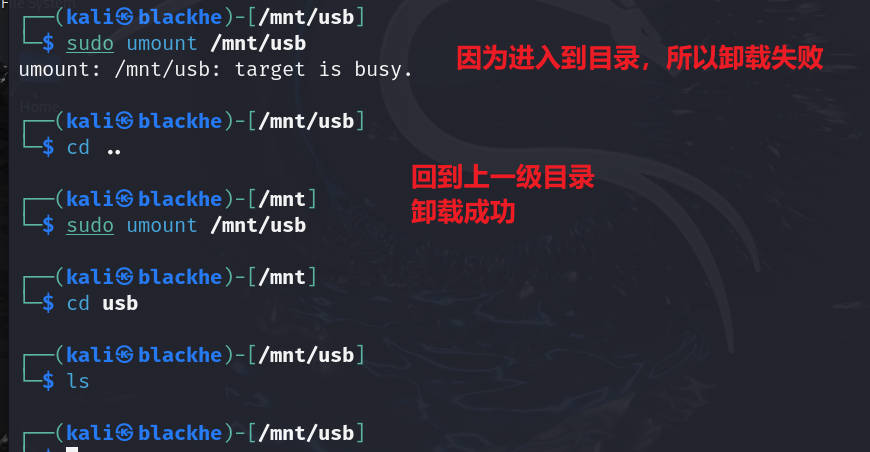 File System
┌──(kali㉿blackhe)-[/mnt/usb]
└─$ sudo umount /mnt/usb
umount: /mnt/usb: target is busy.
因为进入到目录，所以卸载失败
Home
┌──(kali㉿blackhe)-[/mnt/usb]
└─$ cd ..
回到上一级目录
卸载成功
┌──(kali㉿blackhe)-[/mnt]
└─$ sudo umount /mnt/usb
┌──(kali㉿blackhe)-[/mnt]
└─$ cd usb
┌──(kali㉿blackhe)-[/mnt/usb]
└─$ ls
┌──(kali㉿blackhe)-[/mnt/usb]
└─$